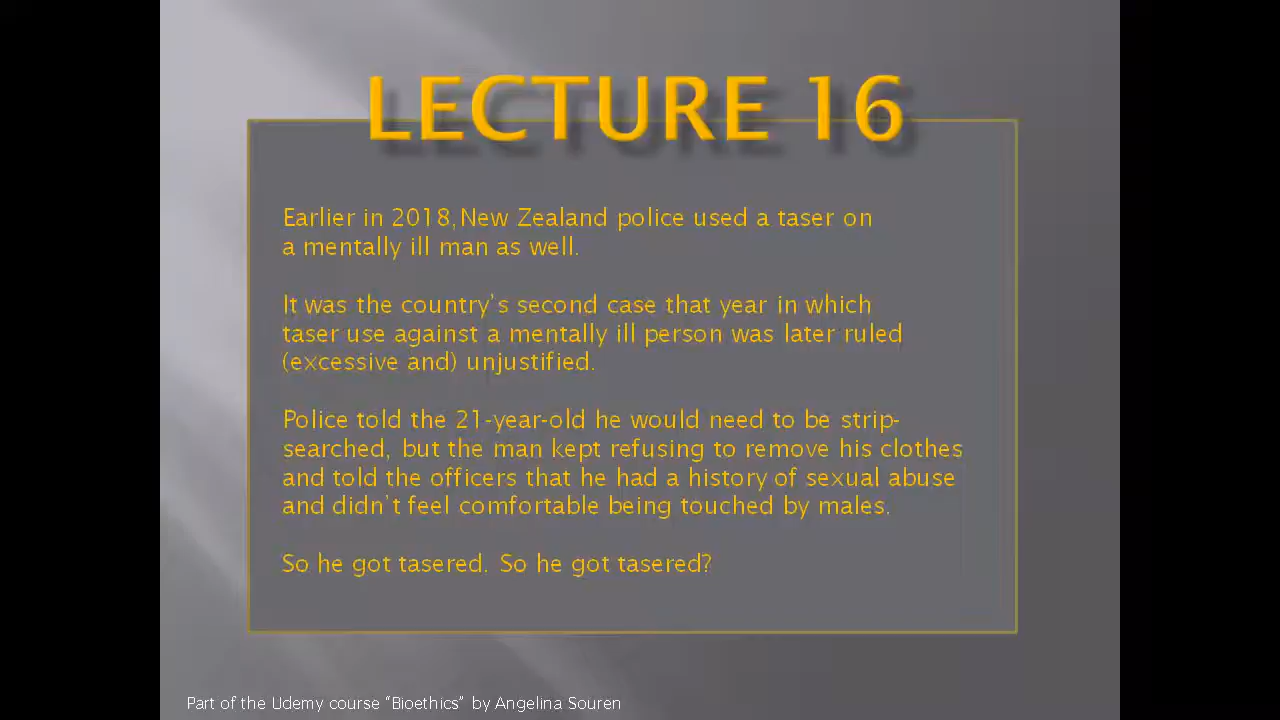 LECTURE 16
Earlier in 2018, New Zealand police used a taser on
a mentally ill man as well.
It was the country's second case that year in which
taser use against a mentally ill person was later ruled
(excessive and) unjustified.
Police told the 21-year-old he would need to be strip-
searched, but the man kept refusing to remove his clothes
and told the officers that he had a history of sexual abuse
and didn't feel comfortable being touched by males.
So he got tasered. So he got tasered?
Part of the Udemy course “Bioethics” by Angelina Souren